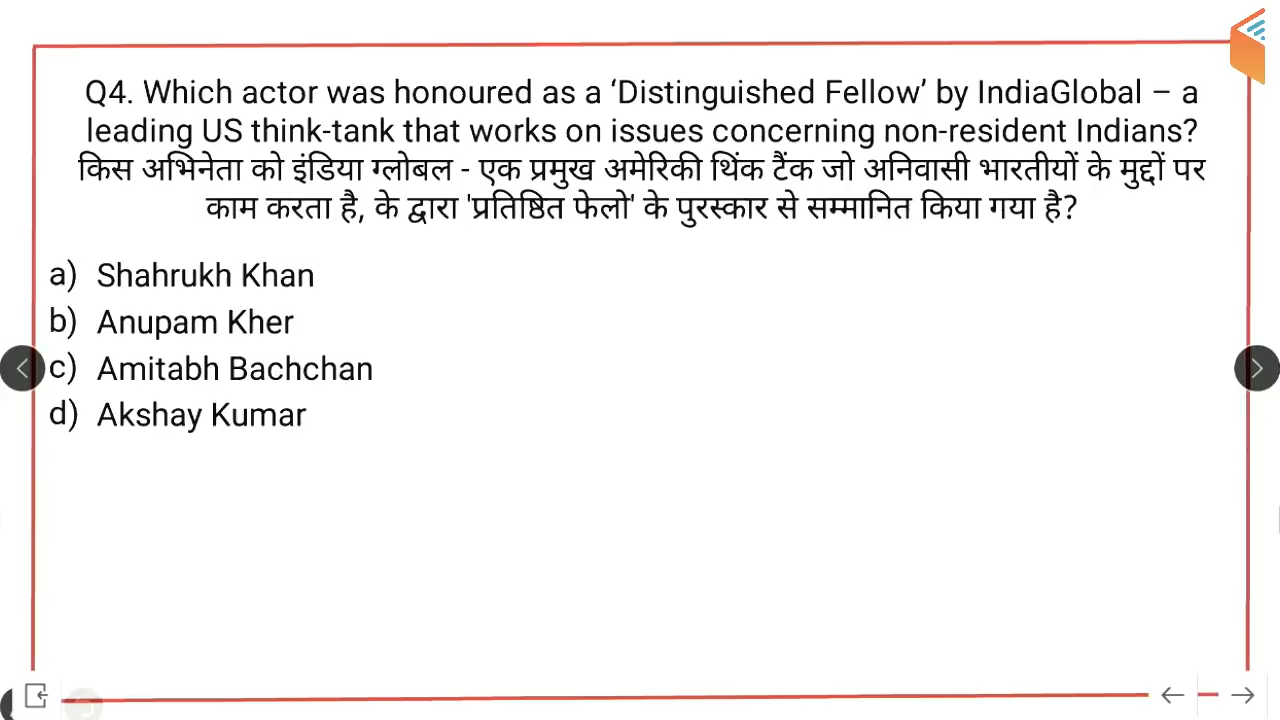 Q4. Which actor was honoured as a ‘Distinguished Fellow’ by IndiaGlobal – a
leading US think-tank that works on issues concerning non-resident Indians?
किस अभिनेता को इंडिया ग्लोबल - एक प्रमुख अमेरिकी थिंक टैंक जो अनिवासी भारतीयों के मुद्दों पर
काम करता है, के द्वारा 'प्रतिष्ठित फेलो' के पुरस्कार से सम्मानित किया गया है?
a) Shahrukh Khan
b) Anupam Kher
c) Amitabh Bachchan
d) Akshay Kumar